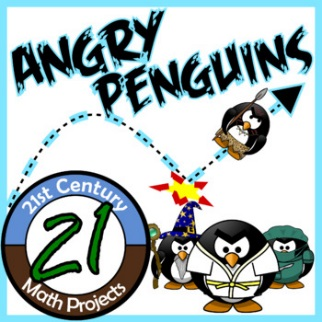 ANGRY
PENGUINS
21st Century
21
Math Projects